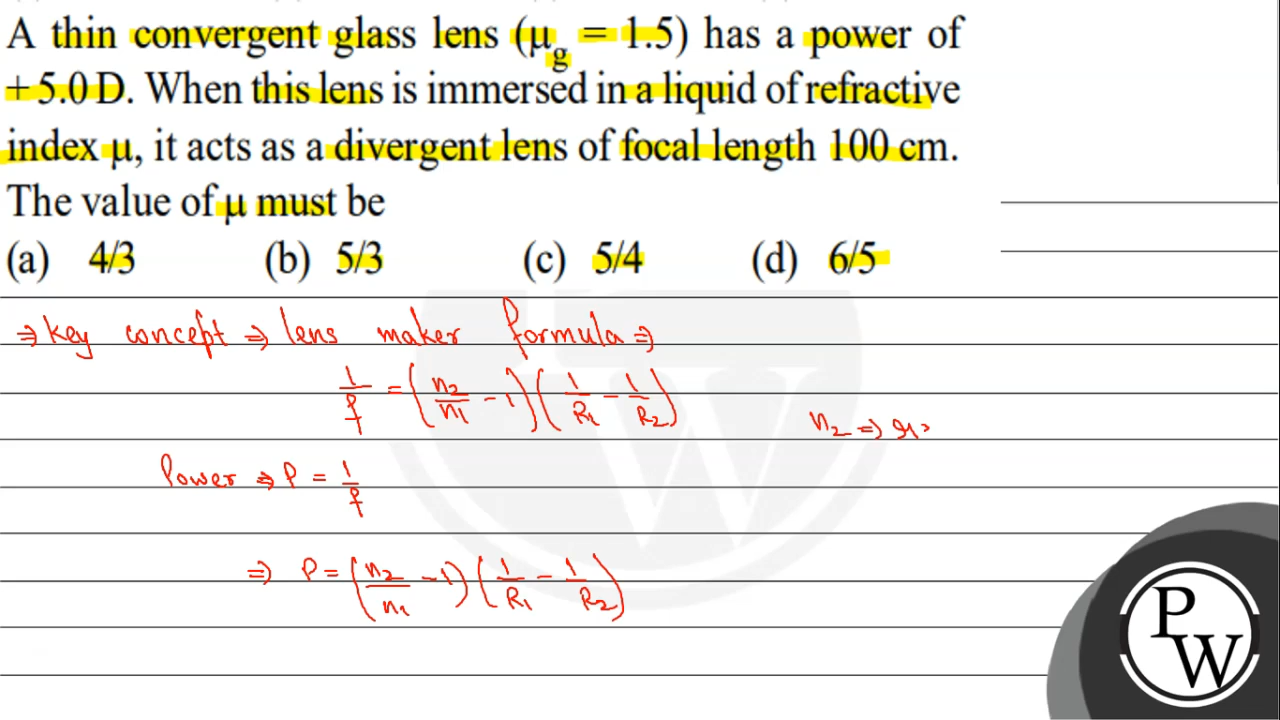 A thin convergent glass lens (μg = 1.5) has a power of
+ 5.0 D. When this lens is immersed in a liquid of refractive
index μ, it acts as a divergent lens of focal length 100 cm.
The value of μ must be
(a) 4/3 (b) 5/3 (c) 5/4 (d) 6/5
⇒ key concept ⇒ lens maker formula ⇒
1/f = (n2/n1 - 1)(1/R1 - 1/R2)
n2 ⇒
Power ⇒ P = 1/f
⇒ P = (n2/n1 - 1)(1/R1 - 1/R2)
P
W